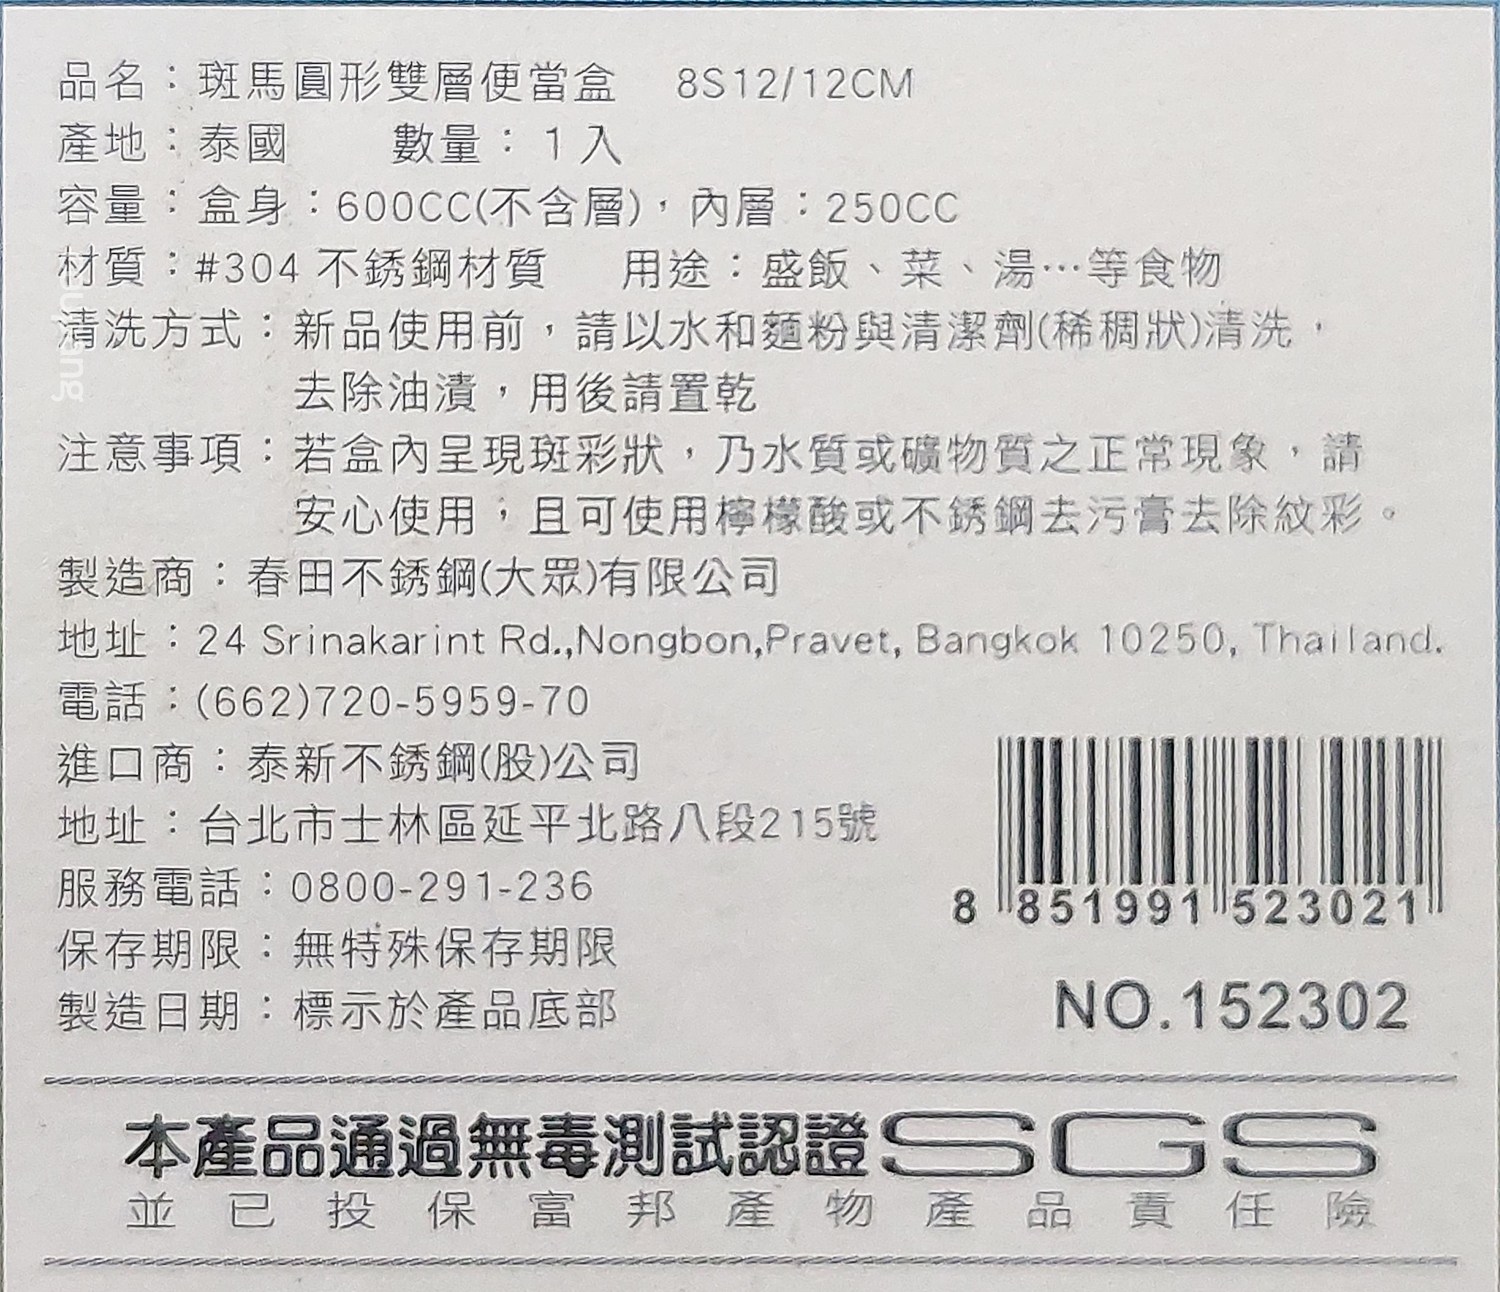 品名：斑馬圓形雙層便當盒 8S12/12CM
產地：泰國 數量：1入
容量：盒身：600CC(不含層)，內層：250CC
材質：#304 不銹鋼材質 用途：盛飯、菜、湯…等食物
清洗方式：新品使用前，請以水和麵粉與清潔劑(稀稠狀)清洗，
去除油漬，用後請置乾
注意事項：若盒內呈現斑彩狀，乃水質或礦物質之正常現象，請
安心使用；且可使用檸檬酸或不銹鋼去污膏去除紋彩。
製造商：春田不銹鋼(大眾)有限公司
地址：24 Srinakarint Rd.,Nongbon,Pravet, Bangkok 10250, Thailand.
電話：(662)720-5959-70
進口商：泰新不銹鋼(股)公司
地址：台北市士林區延平北路八段215號
服務電話：0800-291-236
保存期限：無特殊保存期限
製造日期：標示於產品底部
8 851991 523021
NO.152302
本產品通過無毒測試認證SGS
並已投保富邦產物產品責任險